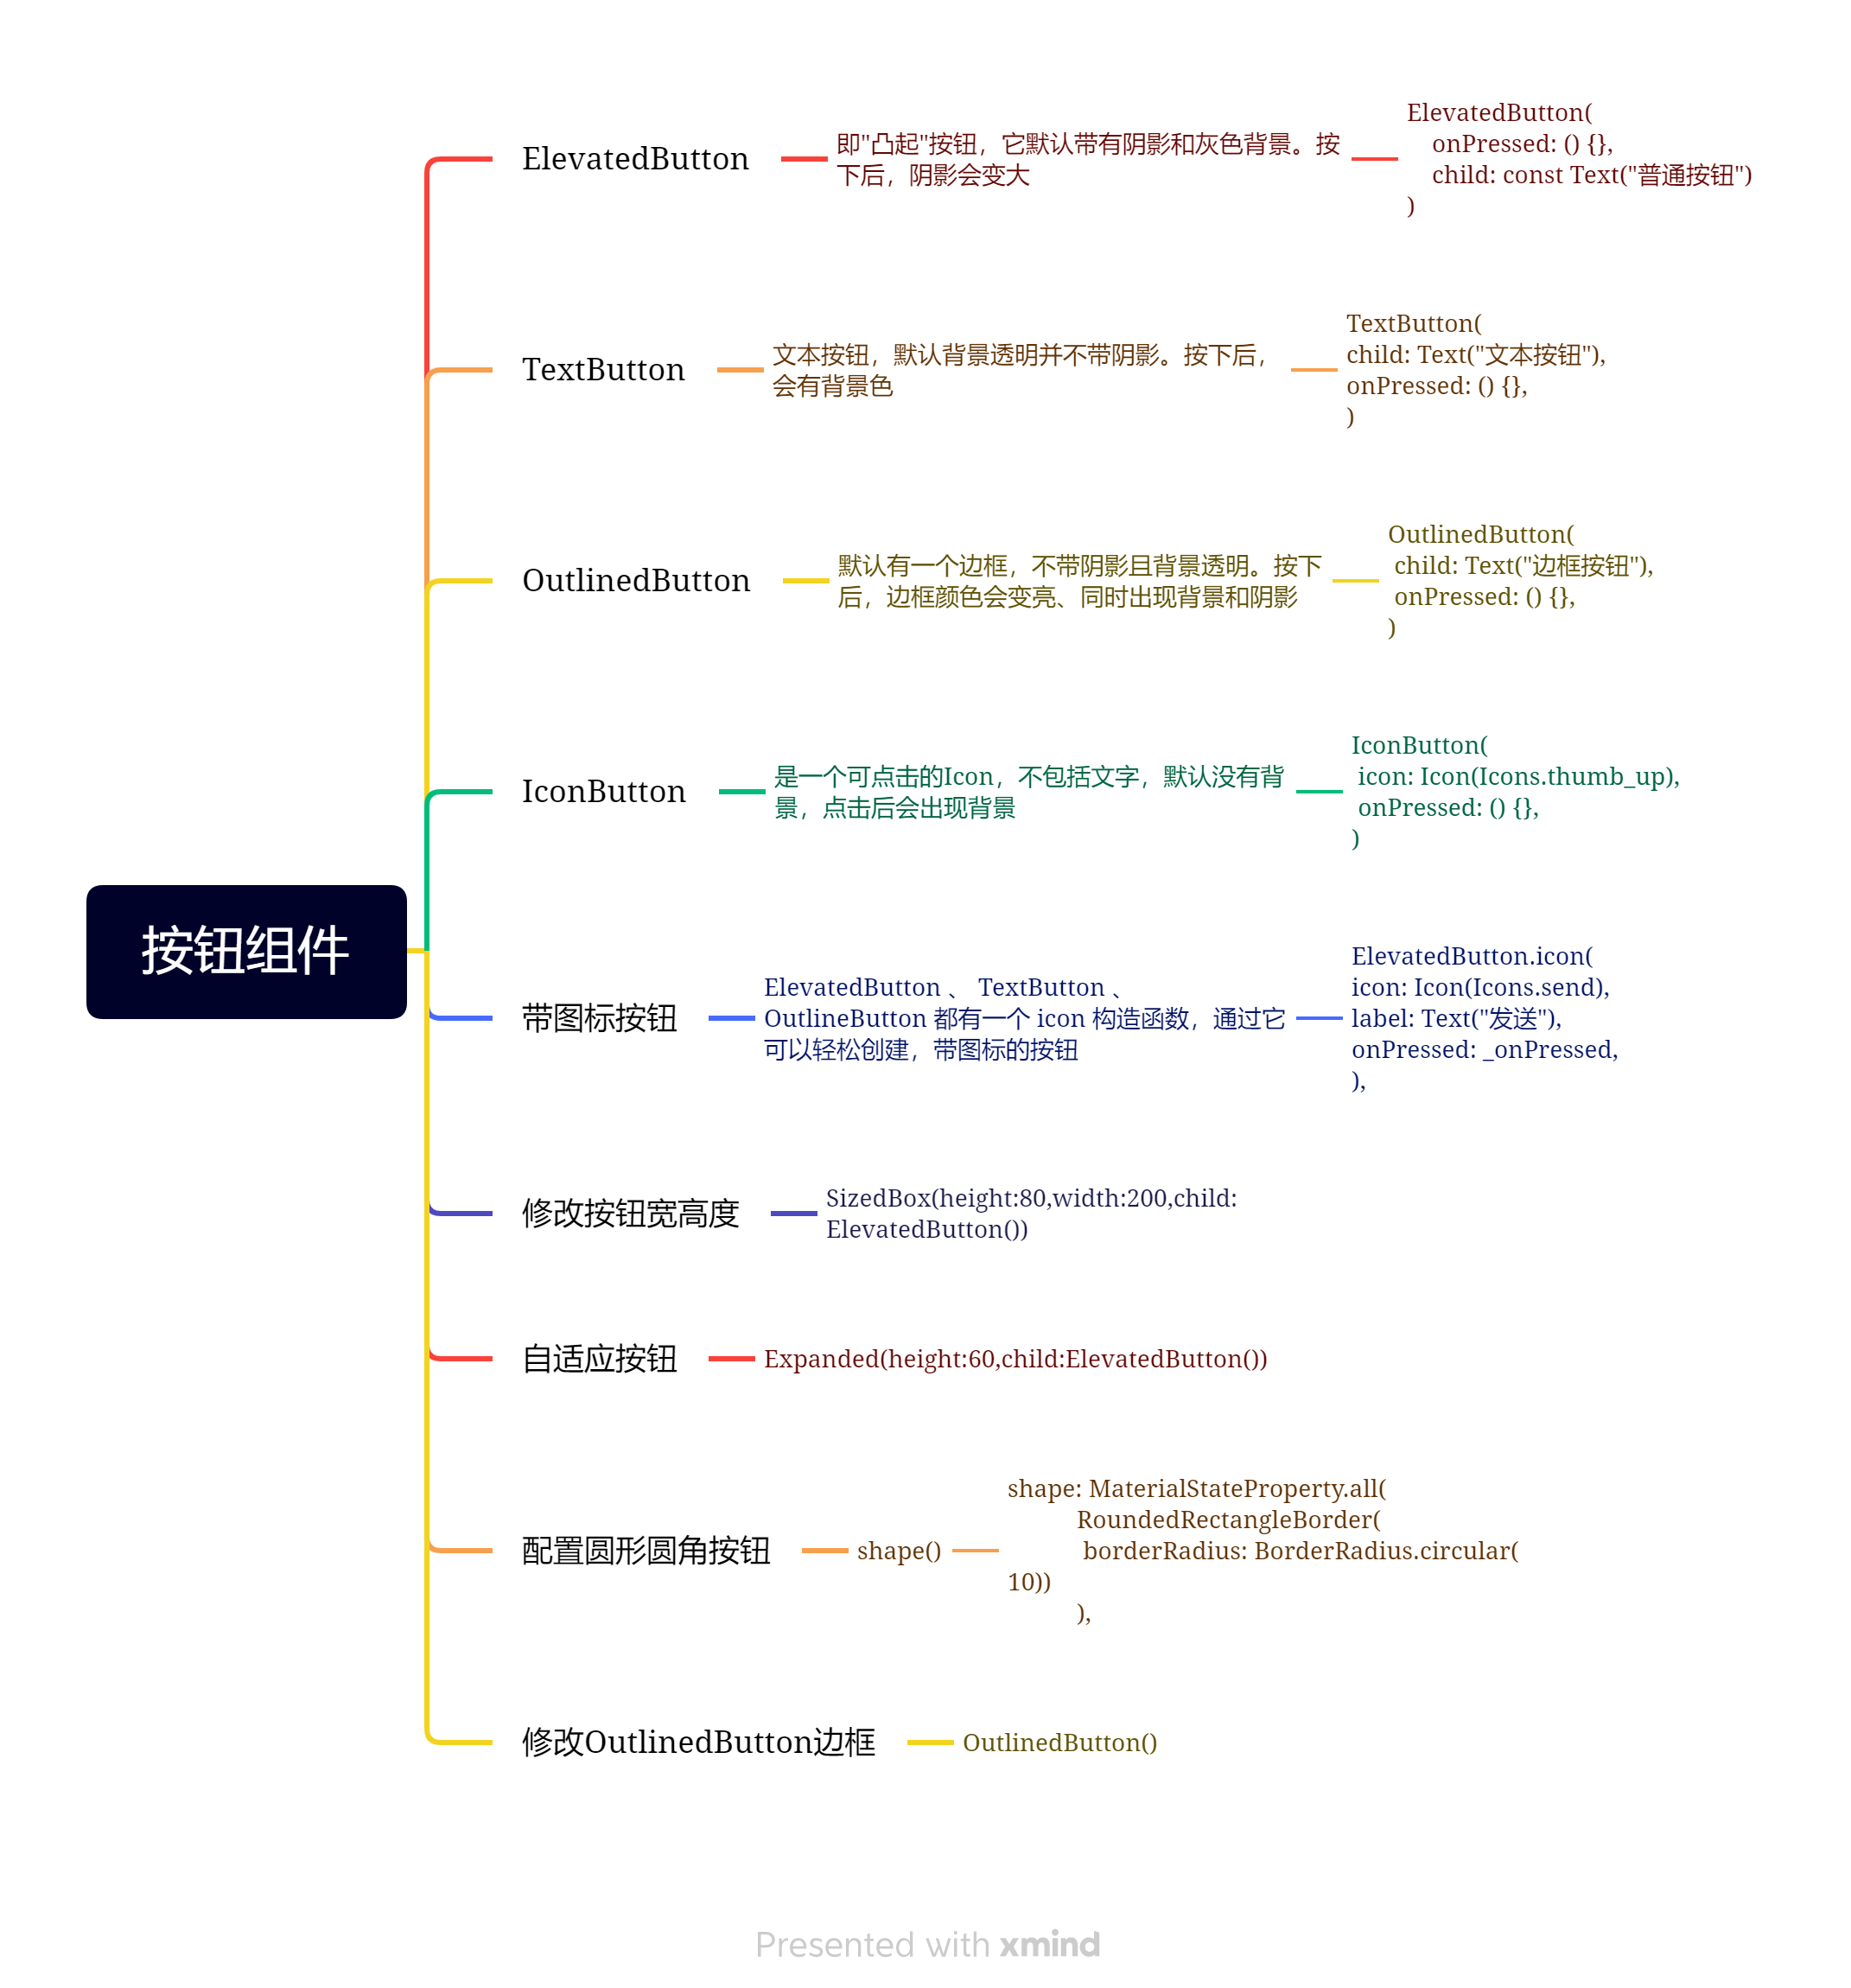 ElevatedButton
即"凸起"按钮，它默认带有阴影和灰色背景。按
下后，阴影会变大
ElevatedButton(
onPressed: () {},
child: const Text("普通按钮")
)
TextButton
文本按钮，默认背景透明并不带阴影。按下后，
会有背景色
TextButton(
child: Text("文本按钮"),
onPressed: () {},
)
OutlinedButton
默认有一个边框，不带阴影且背景透明。按下
后，边框颜色会变亮、同时出现背景和阴影
OutlinedButton(
child: Text("边框按钮"),
onPressed: () {},
)
IconButton
是一个可点击的Icon，不包括文字，默认没有背
景，点击后会出现背景
IconButton(
icon: Icon(Icons.thumb_up),
onPressed: () {},
)
按钮组件
带图标按钮
ElevatedButton 、 TextButton 、
OutlineButton 都有一个 icon 构造函数，通过它
可以轻松创建，带图标的按钮
ElevatedButton.icon(
icon: Icon(Icons.send),
label: Text("发送"),
onPressed: _onPressed,
),
修改按钮宽高度
SizedBox(height:80,width:200,child:
ElevatedButton())
自适应按钮
Expanded(height:60,child:ElevatedButton())
配置圆形圆角按钮
shape()
shape: MaterialStateProperty.all(
RoundedRectangleBorder(
borderRadius: BorderRadius.circular(
10))
),
修改OutlinedButton边框
OutlinedButton()
Presented with xmind